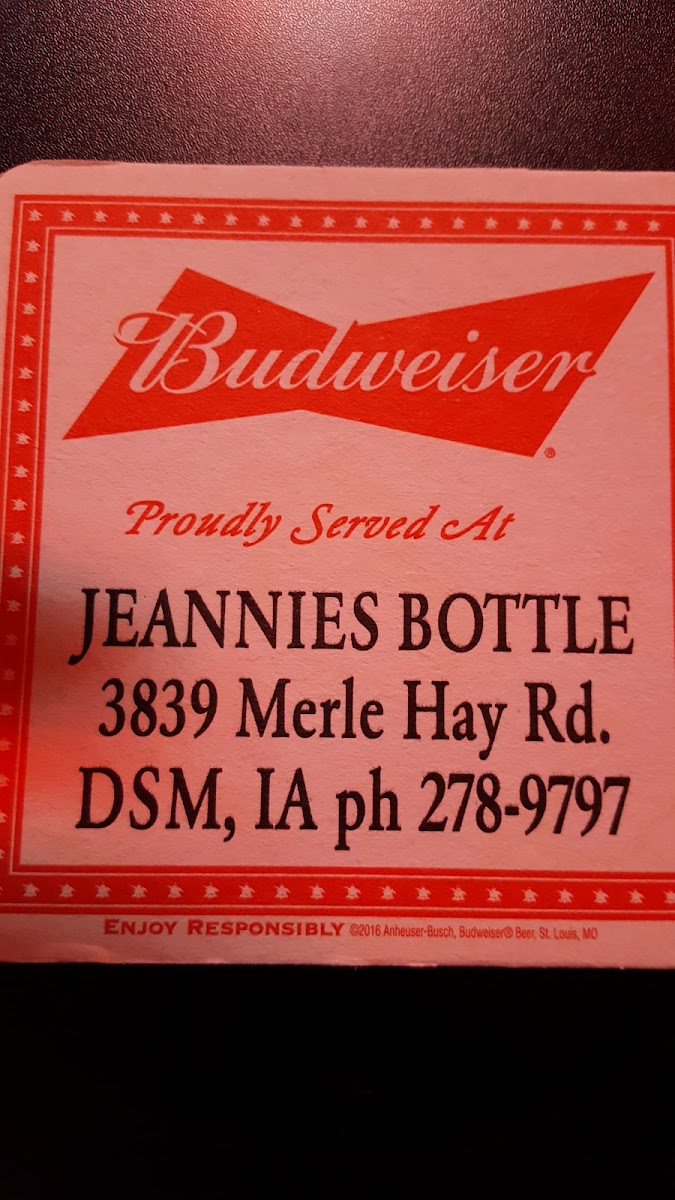 Budweiser®
Proudly Served At
JEANNIES BOTTLE
3839 Merle Hay Rd.
DSM, IA ph 278-9797
ENJOY RESPONSIBLY ©2016 Anheuser-Busch, Budweiser® Beer, St. Louis, MO